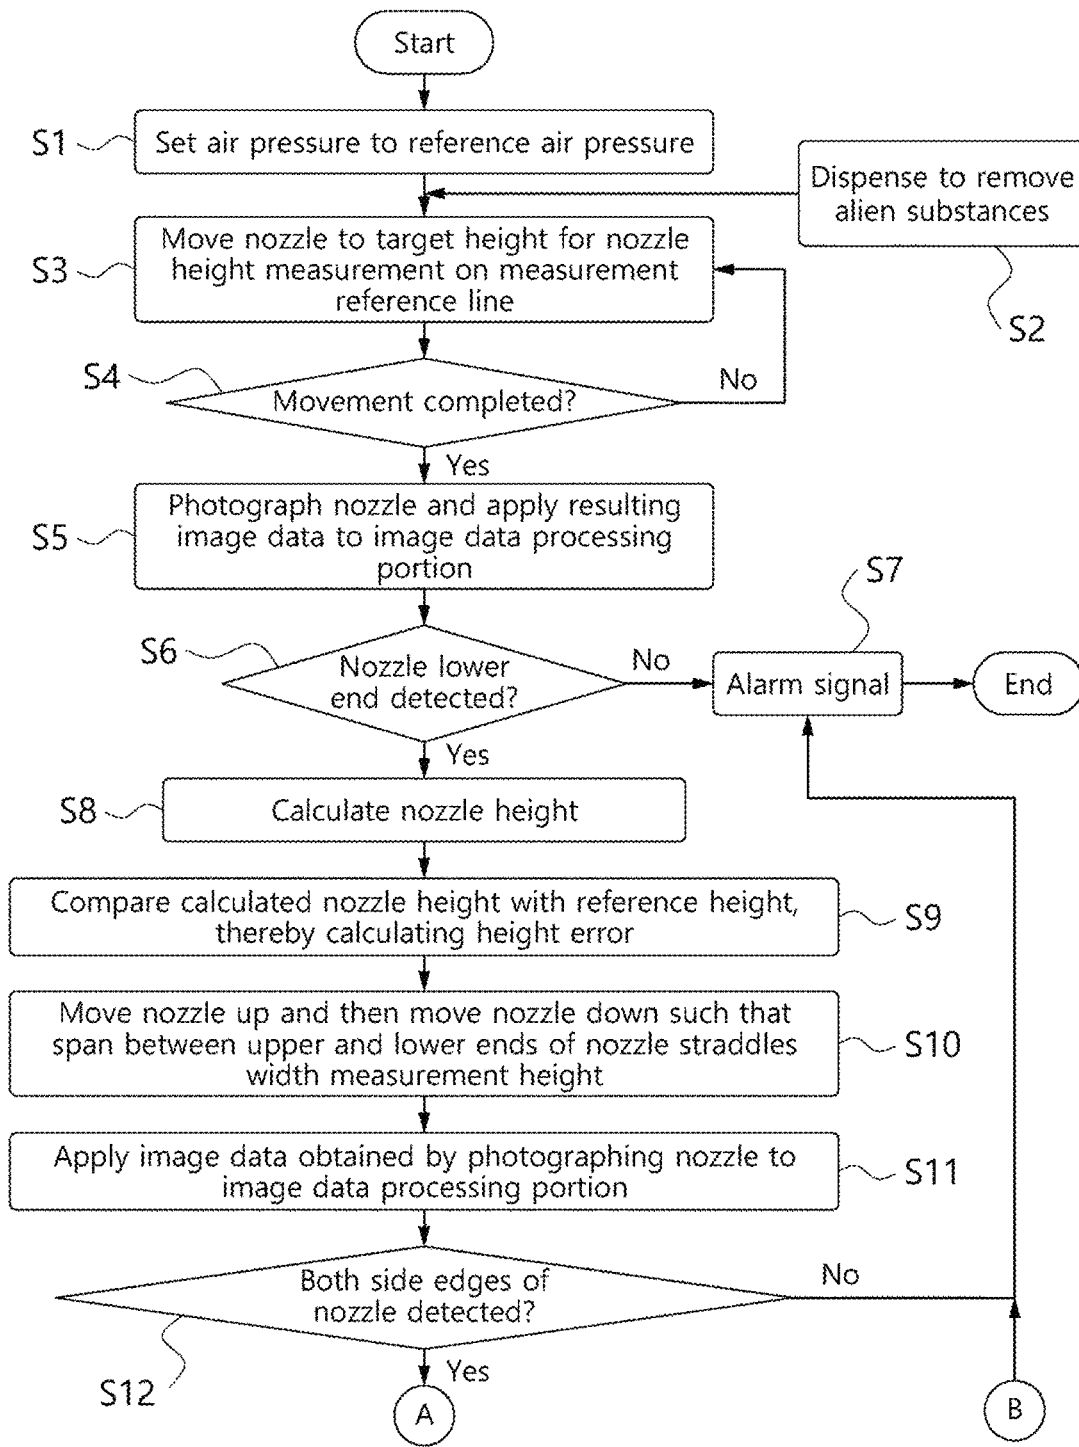 Start
S1
Set air pressure to reference air pressure
Dispense to remove
alien substances
S2
S3
Move nozzle to target height for nozzle
height measurement on measurement
reference line
S4
Movement completed?
No
Yes
S5
Photograph nozzle and apply resulting
image data to image data processing
portion
S6
Nozzle lower
end detected?
No
S7
Alarm signal
End
Yes
S8
Calculate nozzle height
Compare calculated nozzle height with reference height,
thereby calculating height error
S9
Move nozzle up and then move nozzle down such that
span between upper and lower ends of nozzle straddles
width measurement height
S10
Apply image data obtained by photographing nozzle to
image data processing portion
S11
Both side edges of
nozzle detected?
No
S12
Yes
A
B